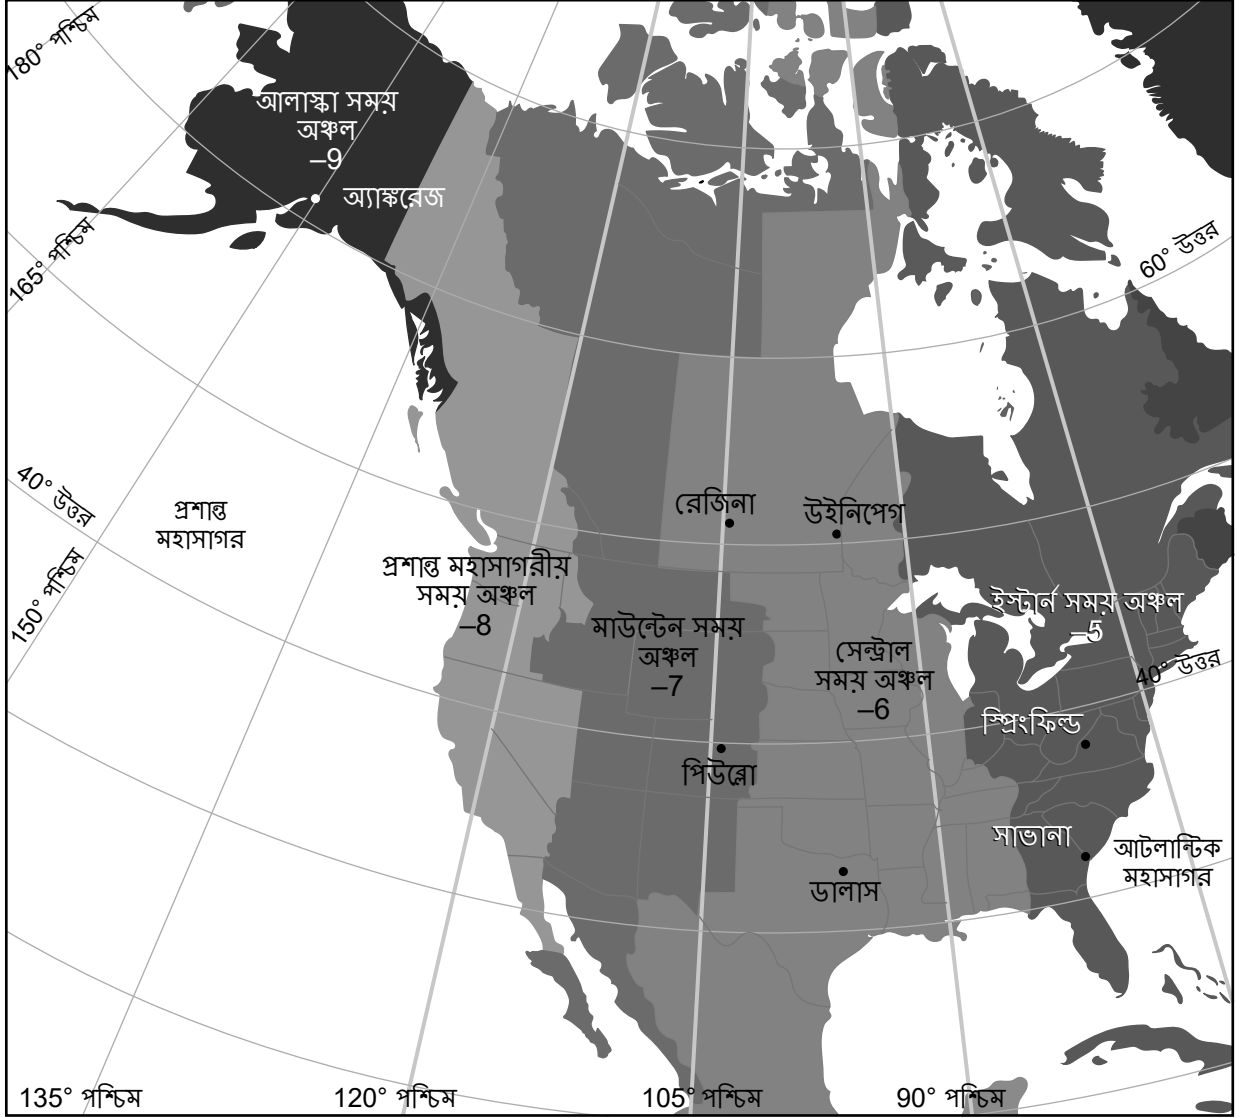 180° পশ্চিম
আলাস্কা সময়
অঞ্চল
–9
অ্যাঙ্করেজ
165° পশ্চিম
60° উত্তর
40° উত্তর
প্রশান্ত
মহাসাগর
রেজিনা
উইনিপেগ
150° পশ্চিম
প্রশান্ত মহাসাগরীয়
সময় অঞ্চল
–8
মাউন্টেন সময়
অঞ্চল
–7
সেন্ট্রাল
সময় অঞ্চল
–6
ইস্টার্ন সময় অঞ্চল
–5
40° উত্তর
স্প্রিংফিল্ড
পিউব্লো
সাভানা
আটলান্টিক
মহাসাগর
ডালাস
135° পশ্চিম
120° পশ্চিম
105° পশ্চিম
90° পশ্চিম